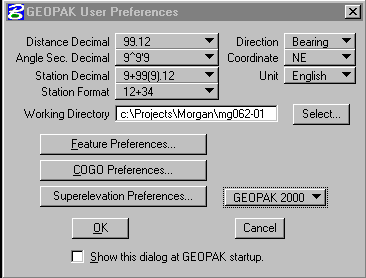 GEOPAK User Preferences
Distance Decimal 99.12 Direction Bearing
Angle Sec. Decimal 9^9'9 Coordinate NE
Station Decimal 9+99(9).12 Unit English
Station Format 12+34
Working Directory c:\Projects\Morgan\mg062-01 Select...
Feature Preferences...
COGO Preferences...
Superelevation Preferences... GEOPAK 2000
OK Cancel
Show this dialog at GEOPAK startup.